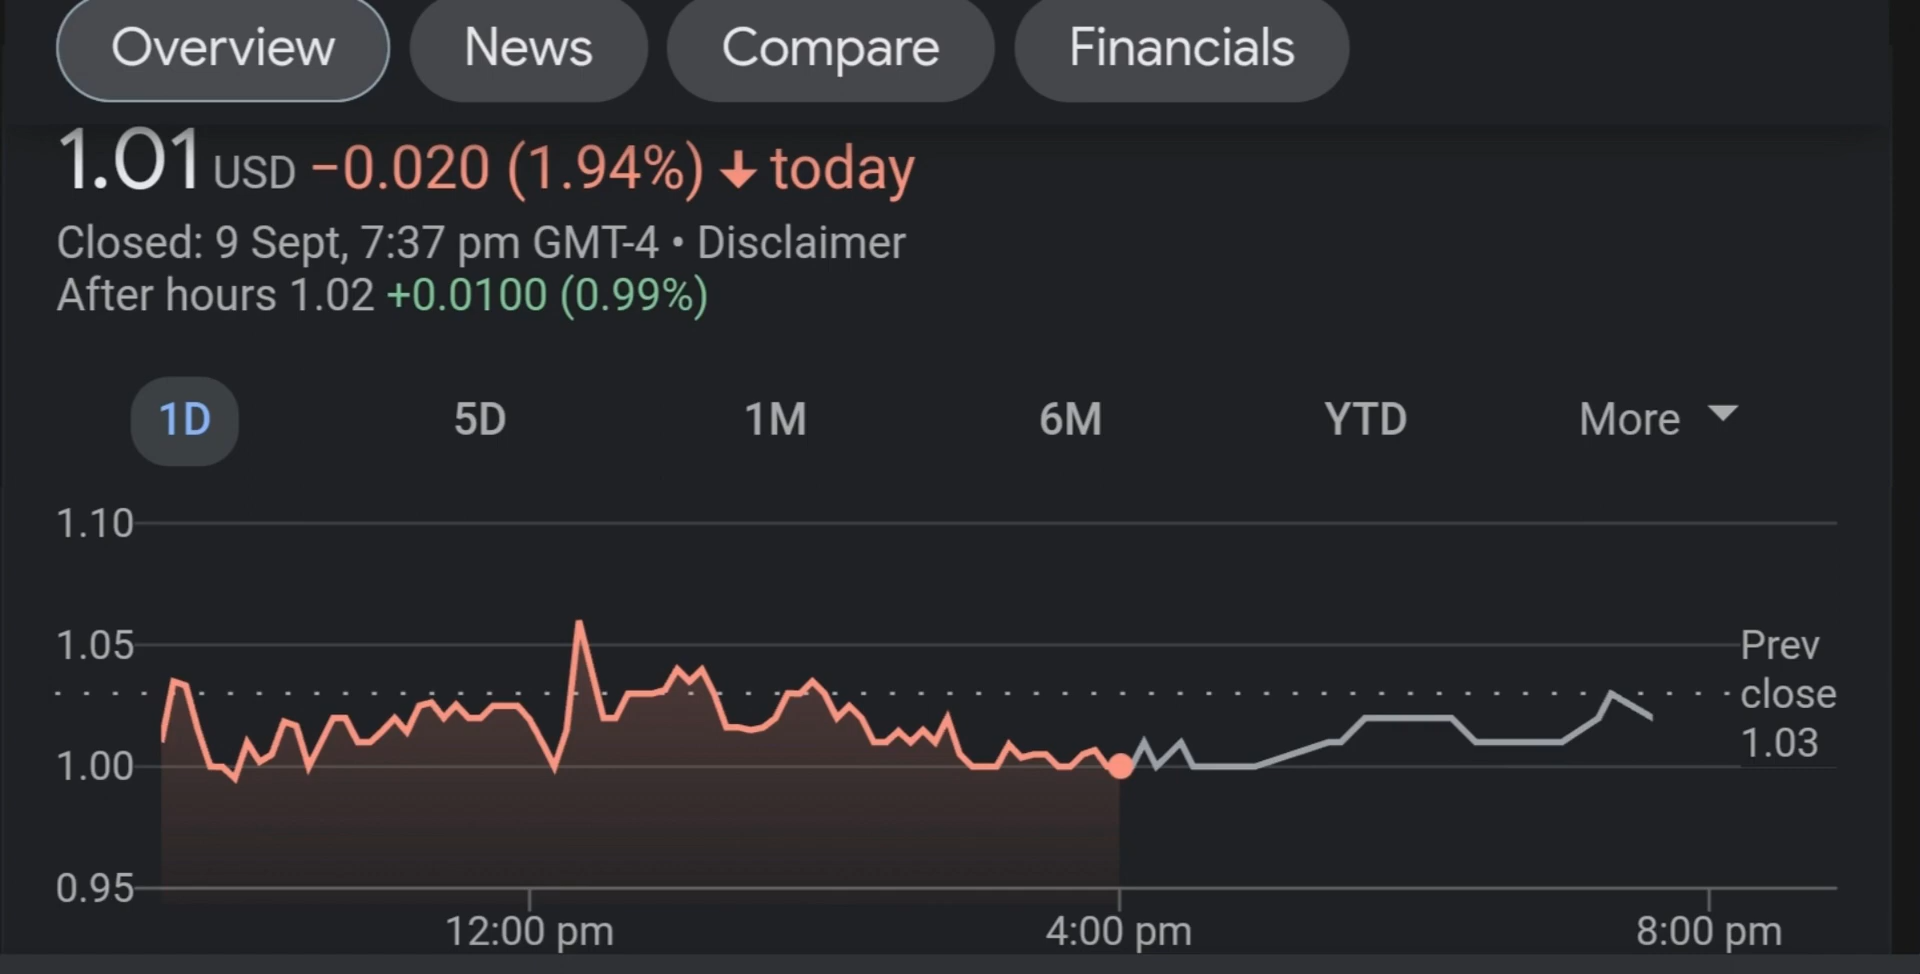 Overview News Compare Financials
1.01 USD −0.020 (1.94%) ↓ today
Closed: 9 Sept, 7:37 pm GMT-4 • Disclaimer
After hours 1.02 +0.0100 (0.99%)
1D 5D 1M 6M YTD More
1.10
1.05
1.00
0.95
Prev
close
1.03
12:00 pm 4:00 pm 8:00 pm